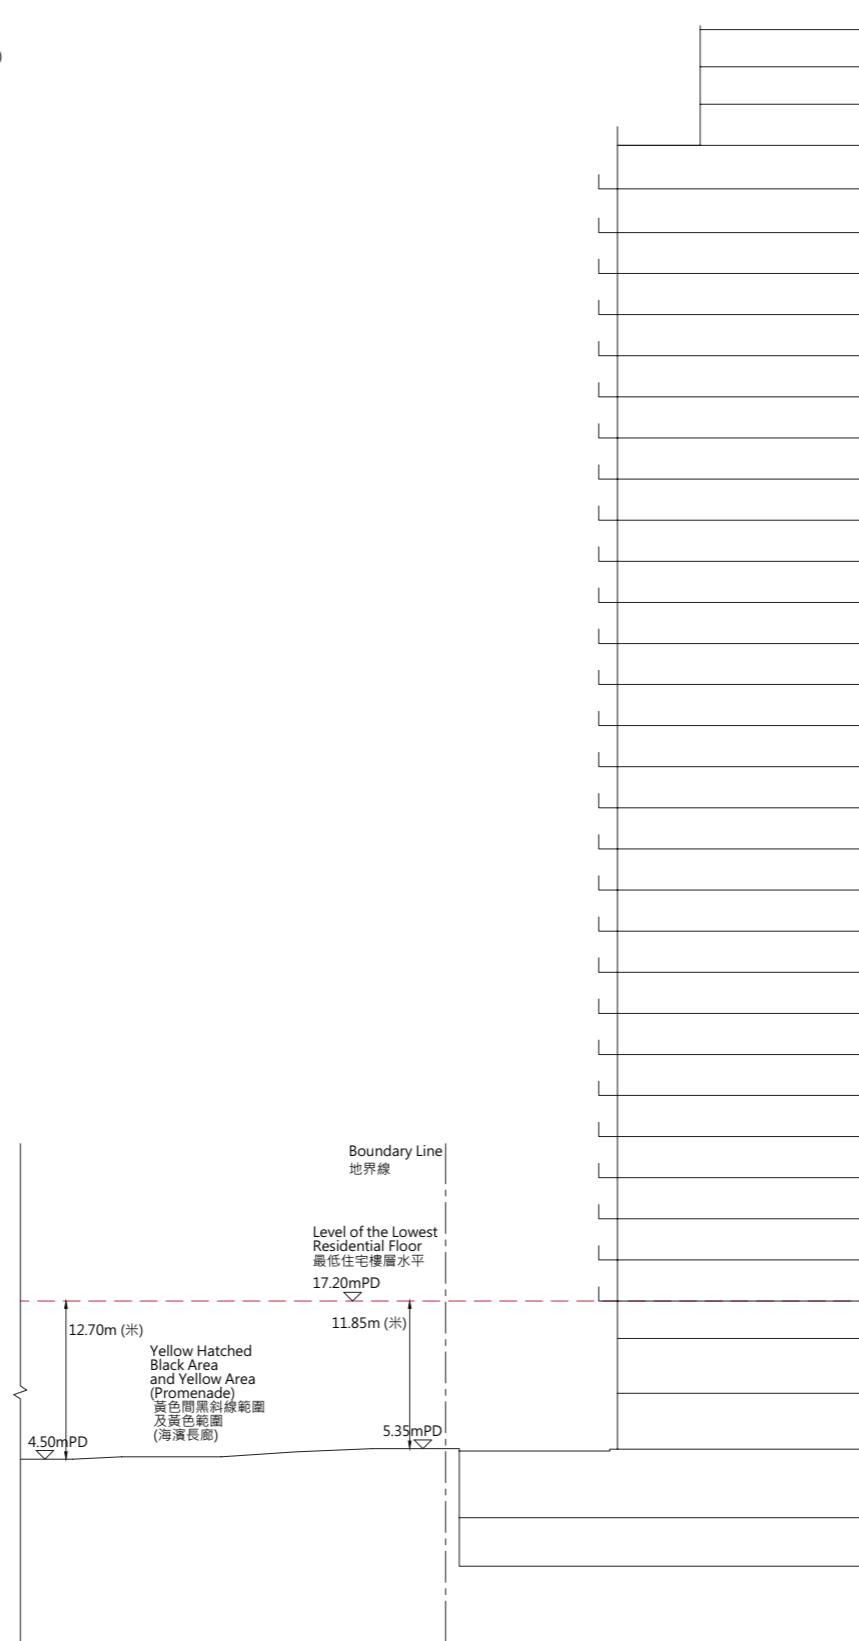 )
Boundary Line
地界線
Level of the Lowest
Residential Floor
最低住宅樓層水平
17.20mPD
12.70m (米)
11.85m (米)
Yellow Hatched
Black Area
and Yellow Area
(Promenade)
黃色間黑斜線範圍
及黃色範圍
(海濱長廊)
4.50mPD
5.35mPD